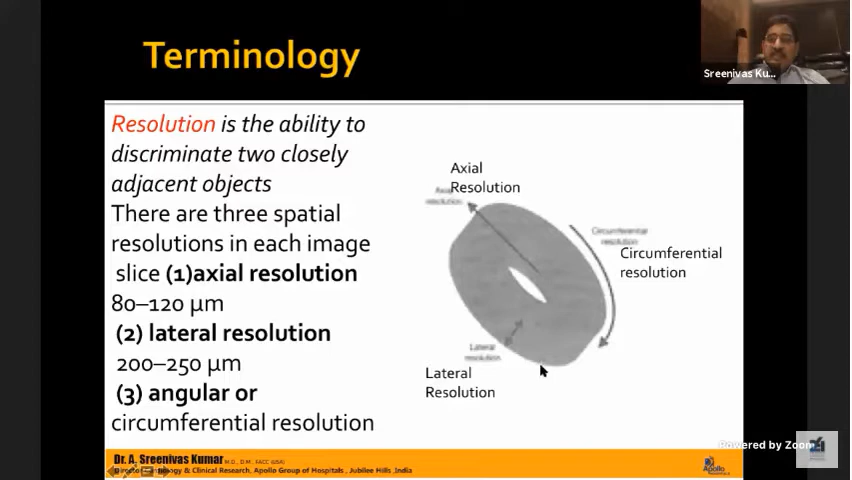 Terminology
Sreenivas Ku...
Resolution is the ability to
discriminate two closely
adjacent objects
There are three spatial
resolutions in each image
slice (1)axial resolution
80–120 µm
(2) lateral resolution
200–250 µm
(3) angular or
circumferential resolution
Axial
Resolution
Axial
resolution
Circumferential
resolution
Circumferential
resolution
Lateral
resolution
Lateral
Resolution
Powered by Zoom
Dr. A. Sreenivas Kumar M.D., D.M., FACC (USA)
& Clinical Research, Apollo Group of Hospitals , Jubilee Hills ,India
Apollo